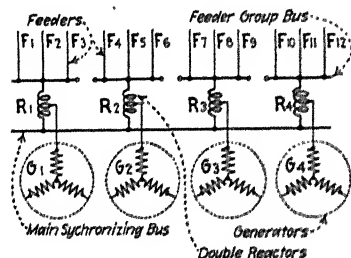 Feeders Feeder Group Bus
F1 F2 F3 F4 F5 F6 F7 F8 F9 F10 F11 F12
R1 R2 R3 R4
G1 G2 G3 G4
Main Sychronizing Bus Generators
Double Reactors